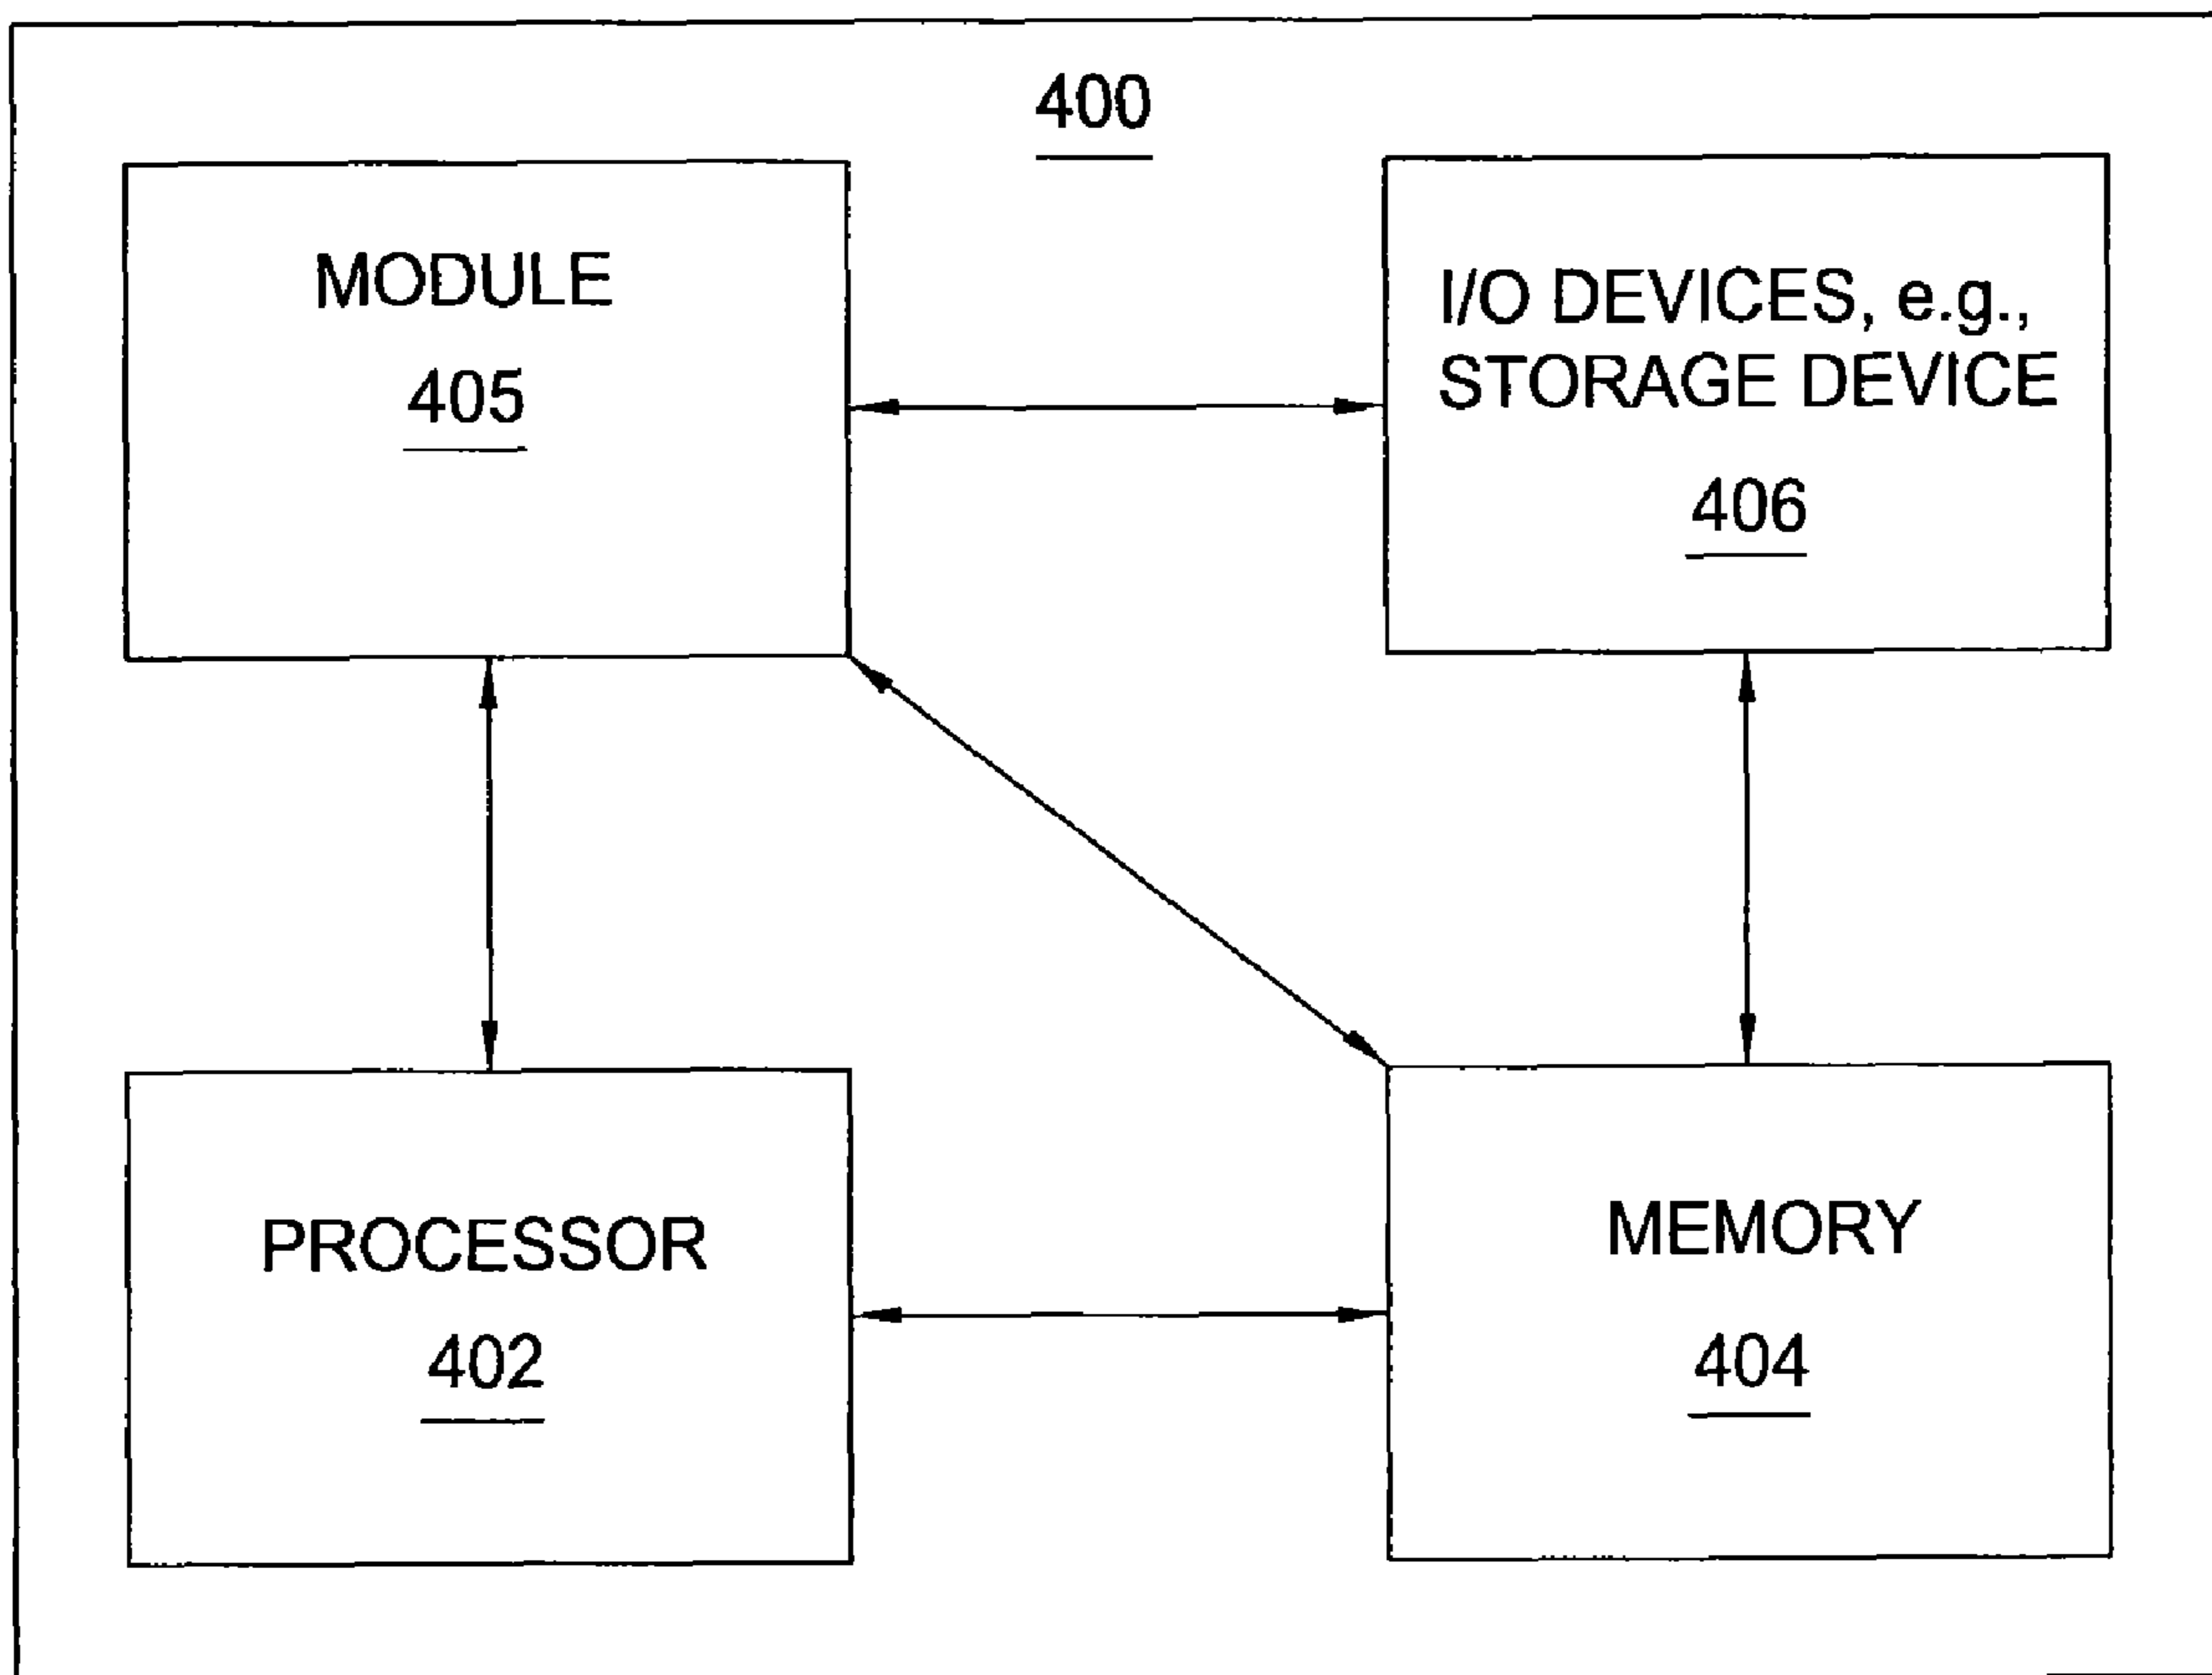 400
MODULE
405
I/O DEVICES, e.g.,
STORAGE DEVICE
406
PROCESSOR
402
MEMORY
404